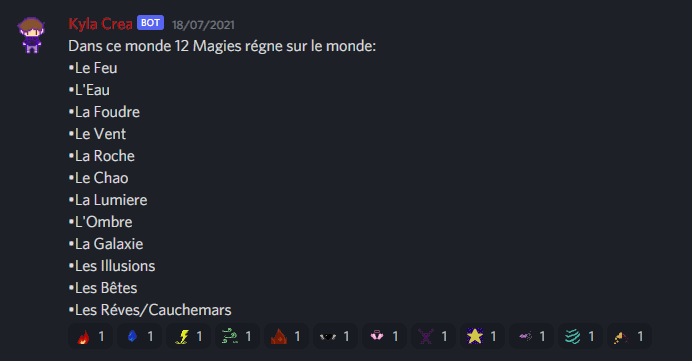 Kyla Crea BOT 18/07/2021
Dans ce monde 12 Magies régne sur le monde:
•Le Feu
•L'Eau
•La Foudre
•Le Vent
•La Roche
•Le Chao
•La Lumiere
•L'Ombre
•La Galaxie
•Les Illusions
•Les Bêtes
•Les Réves/Cauchemars
1 1 1 1 1 1 1 1 1 1 1 1